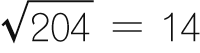 √204 = 14